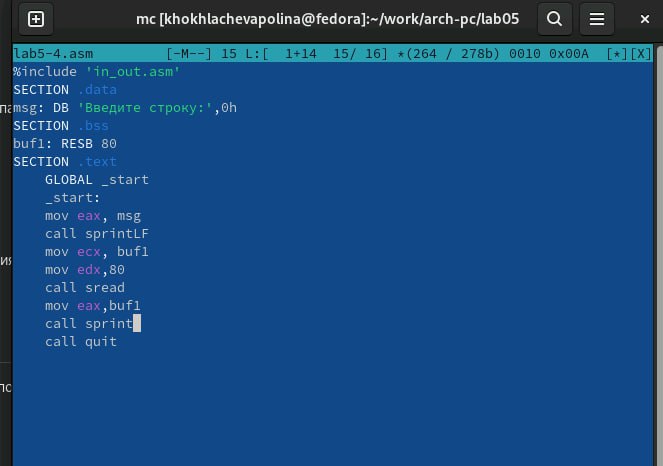 mc [khokhlachevapolina@fedora]:~/work/arch-pc/lab05
lab5-4.asm [-M--] 15 L:[ 1+14 15/ 16] *(264 / 278b) 0010 0x00A [*][X]
%include 'in_out.asm'
SECTION .data
msg: DB 'Введите строку:',0h
SECTION .bss
buf1: RESB 80
SECTION .text
GLOBAL _start
_start:
mov eax, msg
call sprintLF
mov ecx, buf1
mov edx,80
call sread
mov eax,buf1
call sprint
call quit